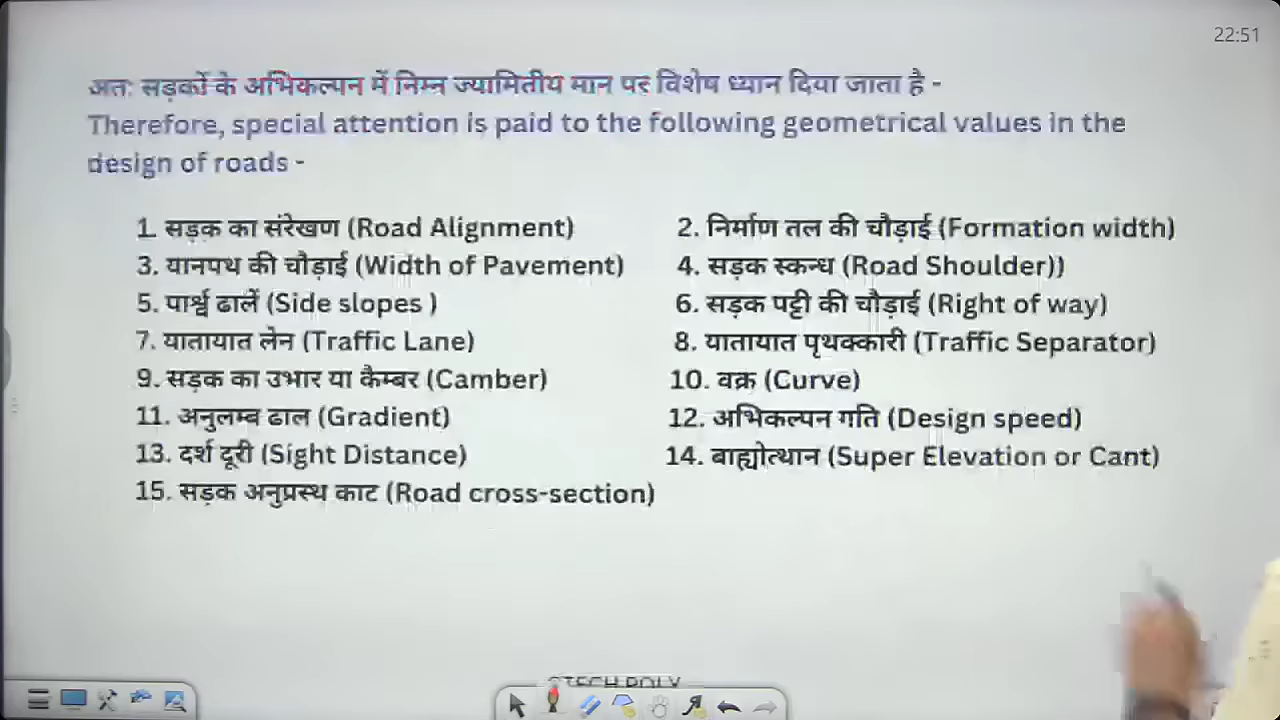 22:51
अतः सड़कों के अभिकल्पन में निम्न ज्यामितीय मान पर विशेष ध्यान दिया जाता है -
Therefore, special attention is paid to the following geometrical values in the
design of roads -
1. सड़क का संरेखण (Road Alignment)
2. निर्माण तल की चौड़ाई (Formation width)
3. यानपथ की चौड़ाई (Width of Pavement)
4. सड़क स्कन्ध (Road Shoulder))
5. पार्श्व ढालें (Side slopes )
6. सड़क पट्टी की चौड़ाई (Right of way)
7. यातायात लेन (Traffic Lane)
8. यातायात पृथक्कारी (Traffic Separator)
9. सड़क का उभार या कैम्बर (Camber)
10. वक्र (Curve)
11. अनुलम्ब ढाल (Gradient)
12. अभिकल्पन गति (Design speed)
13. दर्श दूरी (Sight Distance)
14. बाह्योत्थान (Super Elevation or Cant)
15. सड़क अनुप्रस्थ काट (Road cross-section)